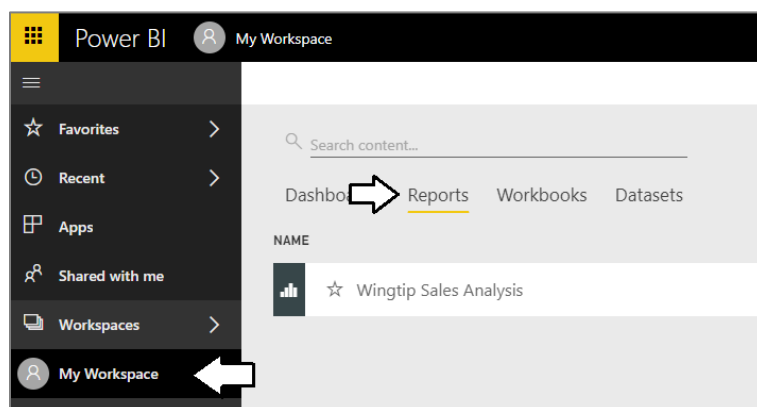 Power BI My Workspace
Favorites
Recent
Apps
Shared with me
Workspaces
My Workspace
Search content...
Reports Workbooks Datasets
NAME
Wingtip Sales Analysis